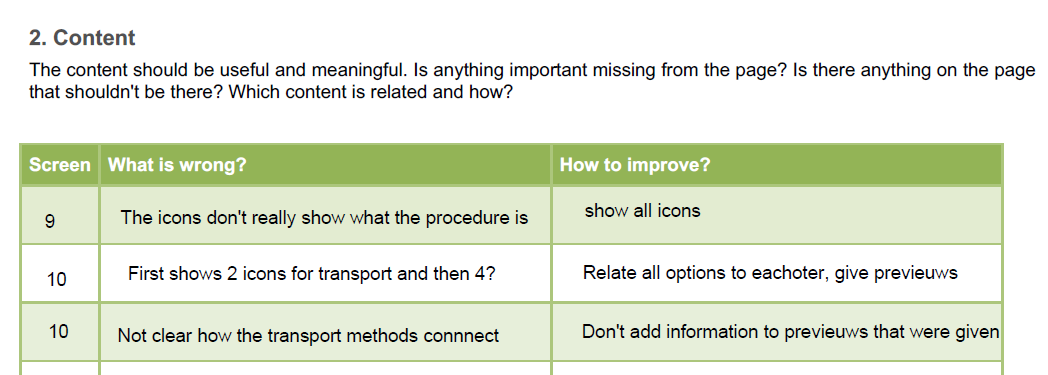 2. Content
The content should be useful and meaningful. Is anything important missing from the page? Is there anything on the page
that shouldn't be there? Which content is related and how?
Screen What is wrong? How to improve?
9 The icons don't really show what the procedure is show all icons
10 First shows 2 icons for transport and then 4? Relate all options to eachoter, give previeuws
10 Not clear how the transport methods connnect Don't add information to previeuws that were given